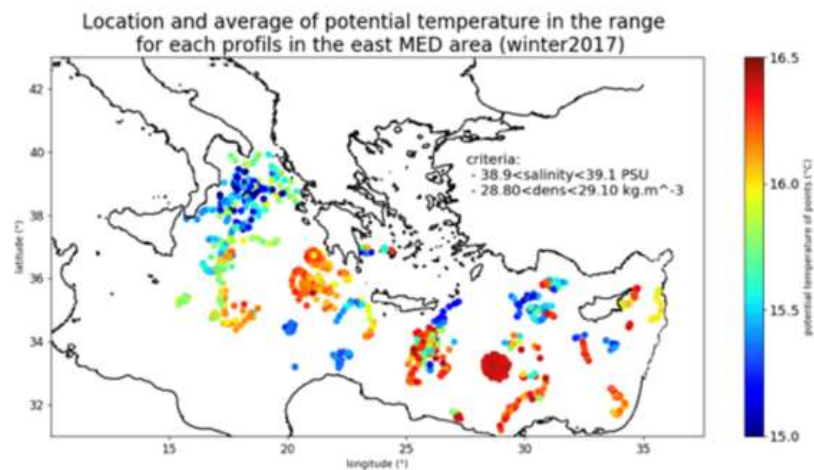 Location and average of potential temperature in the range
for each profils in the east MED area (winter2017)
42
40
38
36
34
32
latitude (°)
criteria:
- 38.9<salinity<39.1 PSU
- 28.80<dens<29.10 kg.m^-3
15
20
25
30
35
longitude (°)
16.5
16.0
15.5
15.0
potential temperature of points (°C)